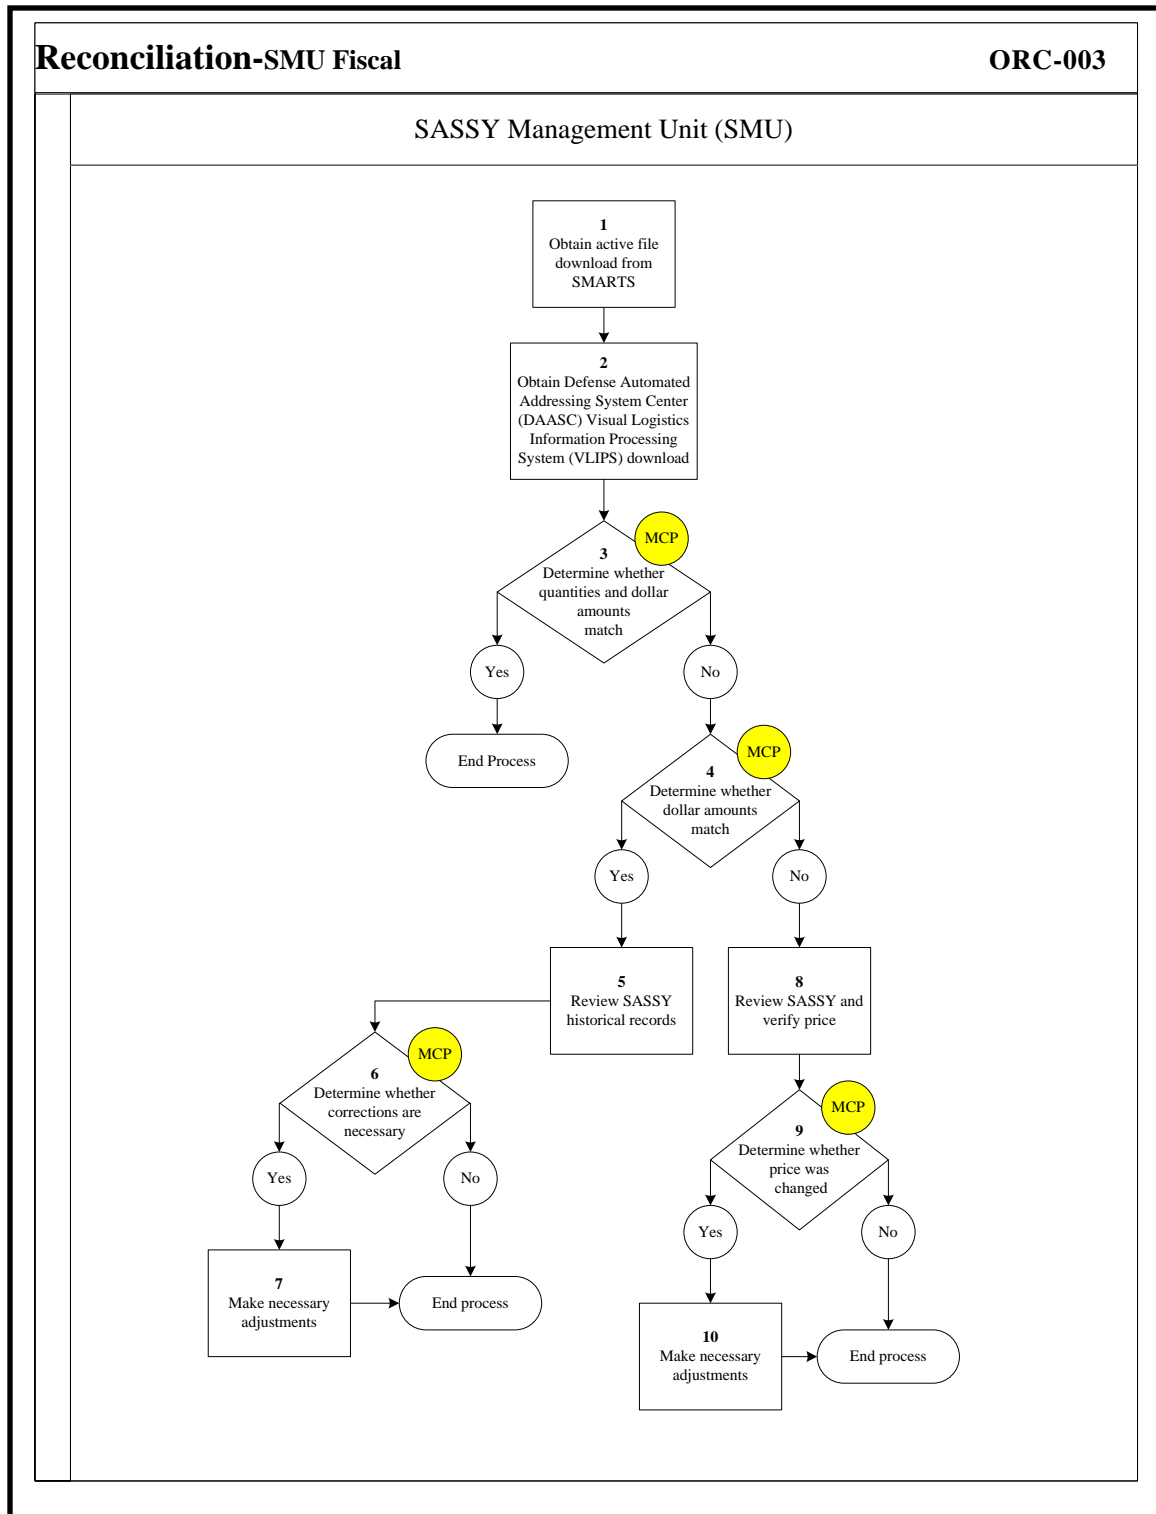 Reconciliation-SMU Fiscal ORC-003
SASSY Management Unit (SMU)
1
Obtain active file
download from
SMARTS
2
Obtain Defense Automated
Addressing System Center
(DAASC) Visual Logistics
Information Processing
System (VLIPS) download
MCP
3
Determine whether
quantities and dollar
amounts
match
Yes
No
End Process
MCP
4
Determine whether
dollar amounts
match
Yes
No
5
Review SASSY
historical records
8
Review SASSY and
verify price
MCP
6
Determine whether
corrections are
necessary
MCP
9
Determine whether
price was
changed
Yes
No
Yes
No
7
Make necessary
adjustments
End process
10
Make necessary
adjustments
End process